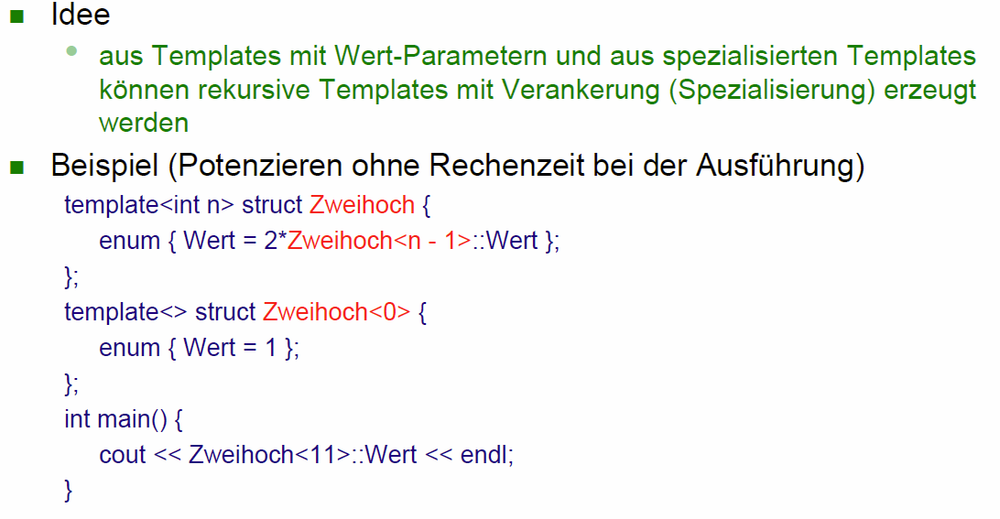 Idee
aus Templates mit Wert-Parametern und aus spezialisierten Templates
können rekursive Templates mit Verankerung (Spezialisierung) erzeugt
werden
Beispiel (Potenzieren ohne Rechenzeit bei der Ausführung)
template<int n> struct Zweihoch {
enum { Wert = 2*Zweihoch<n - 1>::Wert };
};
template<> struct Zweihoch<0> {
enum { Wert = 1 };
};
int main() {
cout << Zweihoch<11>::Wert << endl;
}